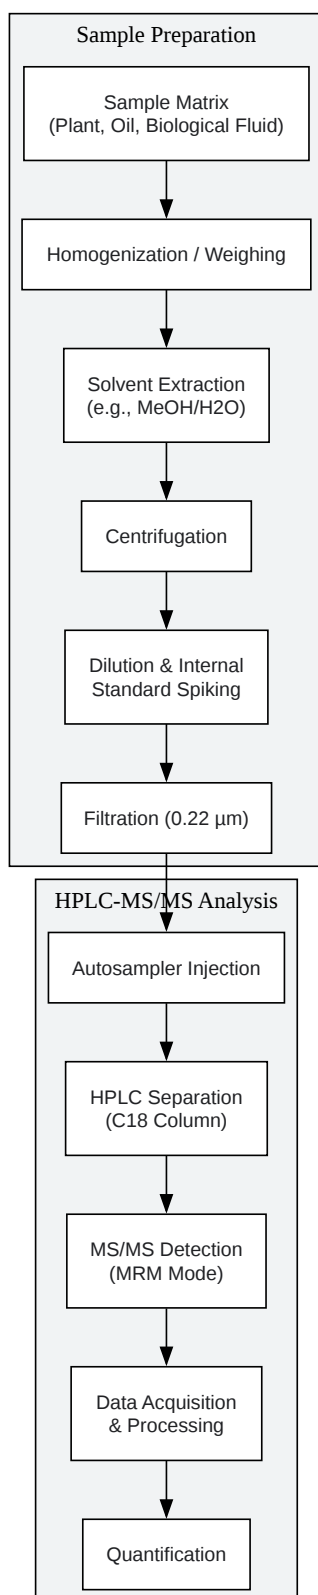 Sample Preparation
Sample Matrix
(Plant, Oil, Biological Fluid)
Homogenization / Weighing
Solvent Extraction
(e.g., MeOH/H2O)
Centrifugation
Dilution & Internal
Standard Spiking
Filtration (0.22 µm)
HPLC-MS/MS Analysis
Autosampler Injection
HPLC Separation
(C18 Column)
MS/MS Detection
(MRM Mode)
Data Acquisition
& Processing
Quantification